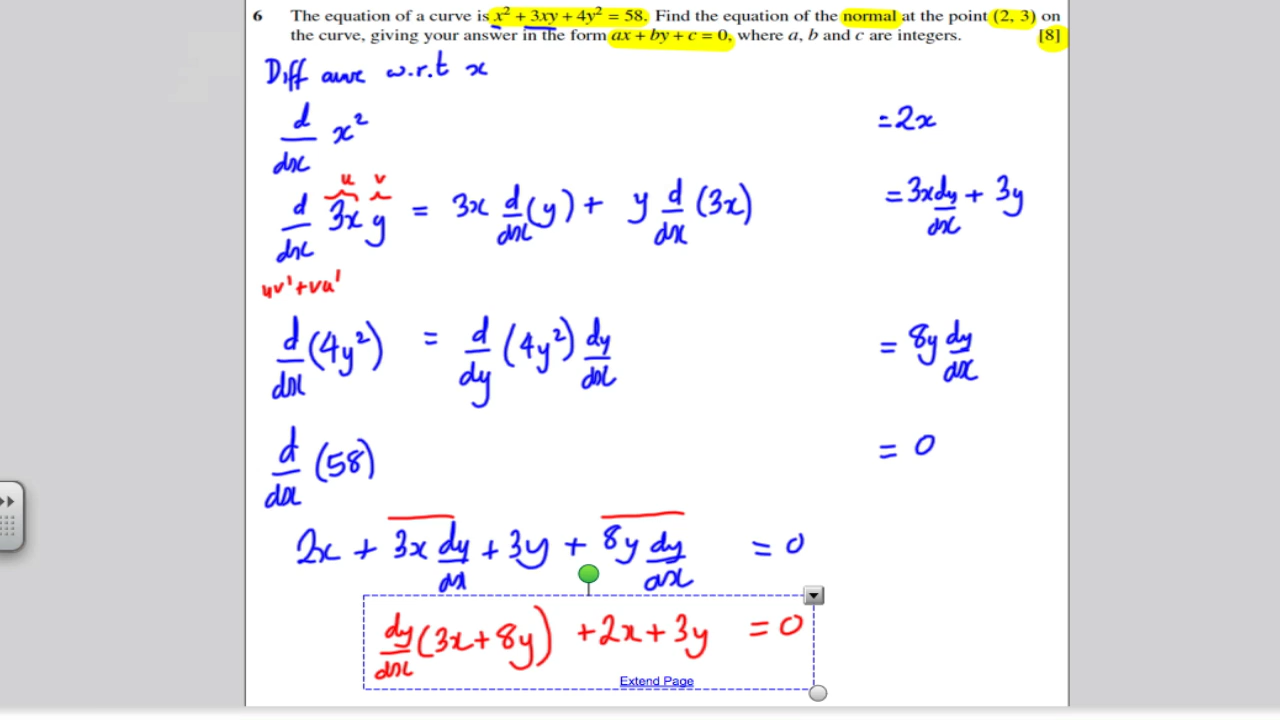 6 The equation of a curve is x² + 3xy + 4y² = 58. Find the equation of the normal at the point (2, 3) on
the curve, giving your answer in the form ax + by + c = 0, where a, b and c are integers. [8]
Diff curve w.r.t x
d/dx x² = 2x
u v
d/dx 3xy = 3x d/dx (y) + y d/dx (3x) = 3x dy/dx + 3y
uv' + vu'
d/dx (4y²) = d/dy (4y²) dy/dx = 8y dy/dx
d/dx (58) = 0
2x + 3x dy/dx + 3y + 8y dy/dx = 0
dy/dx (3x + 8y) + 2x + 3y = 0
Extend Page